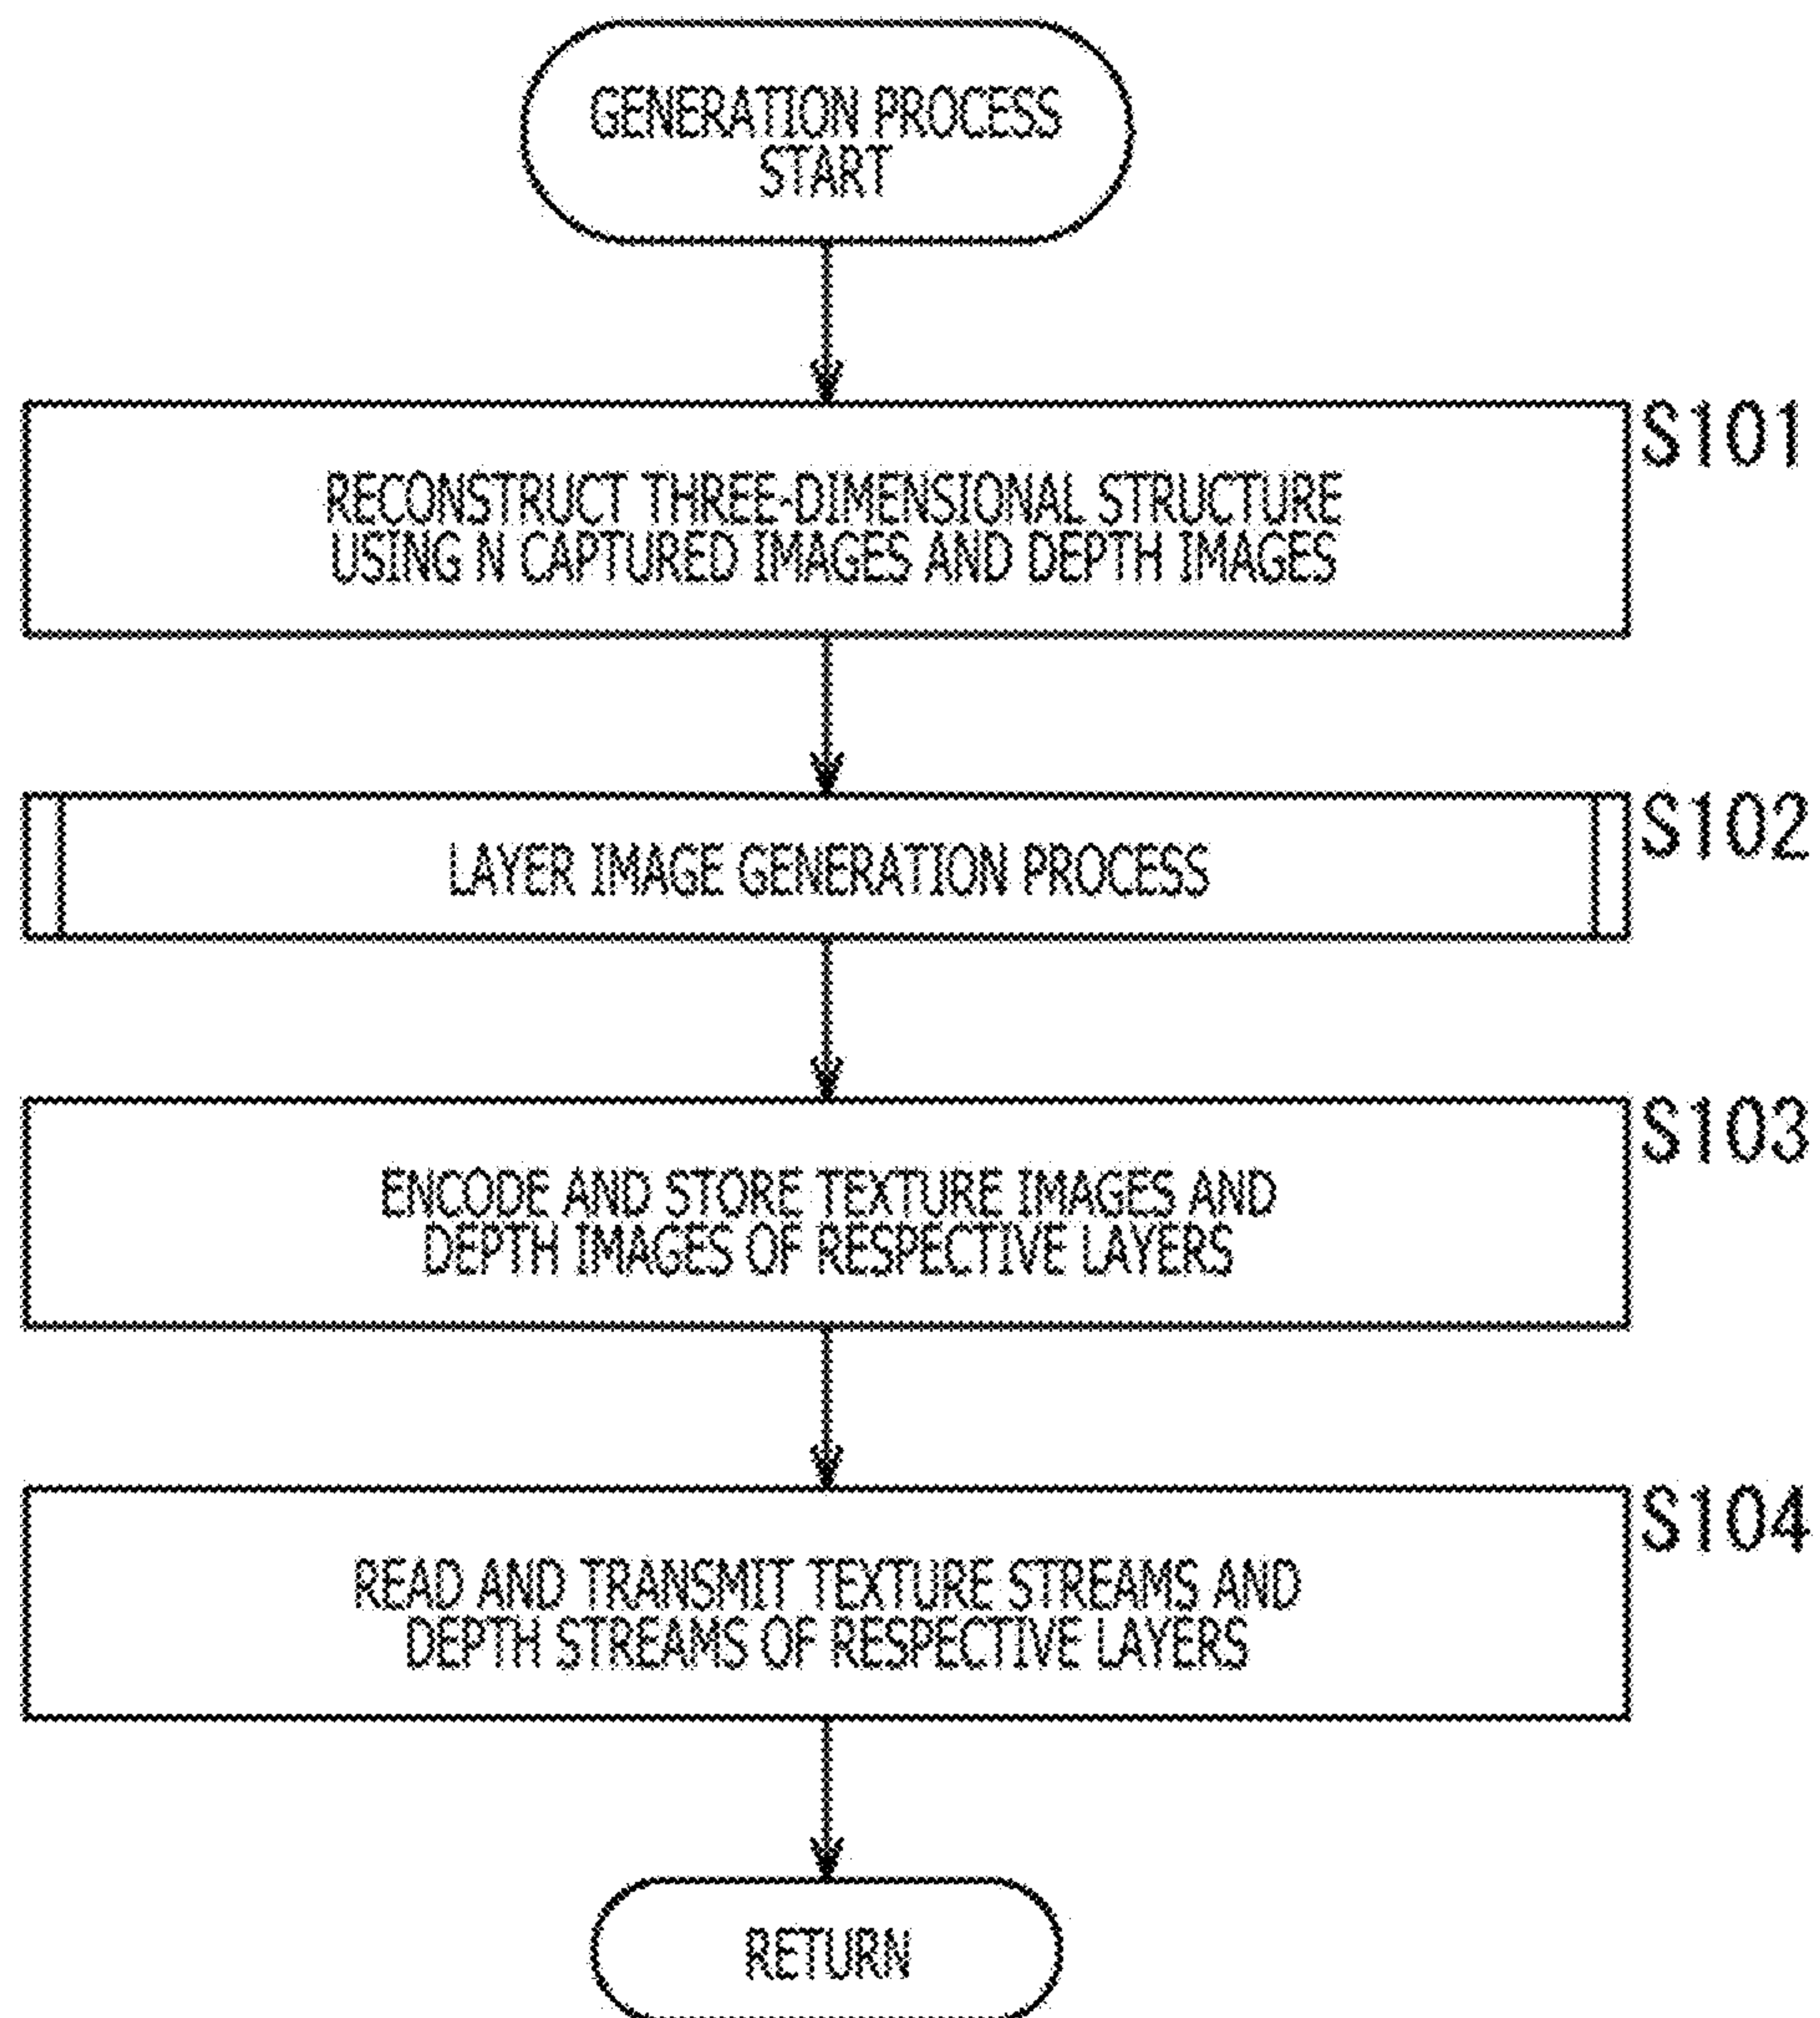 GENERATION PROCESS
START
S101
RECONSTRUCT THREE-DIMENSIONAL STRUCTURE
USING N CAPTURED IMAGES AND DEPTH IMAGES
S102
LAYER IMAGE GENERATION PROCESS
S103
ENCODE AND STORE TEXTURE IMAGES AND
DEPTH IMAGES OF RESPECTIVE LAYERS
S104
READ AND TRANSMIT TEXTURE STREAMS AND
DEPTH STREAMS OF RESPECTIVE LAYERS
RETURN